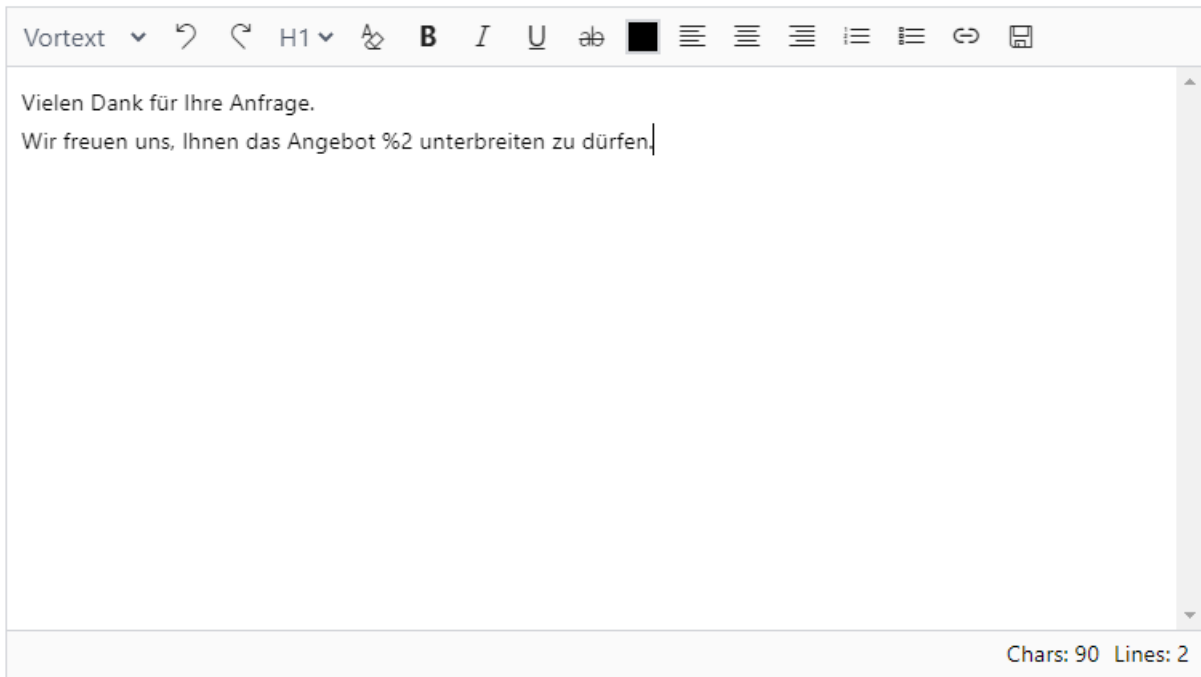 Vortext H1 B I U ab
Vielen Dank für Ihre Anfrage.
Wir freuen uns, Ihnen das Angebot %2 unterbreiten zu dürfen.
Chars: 90 Lines: 2